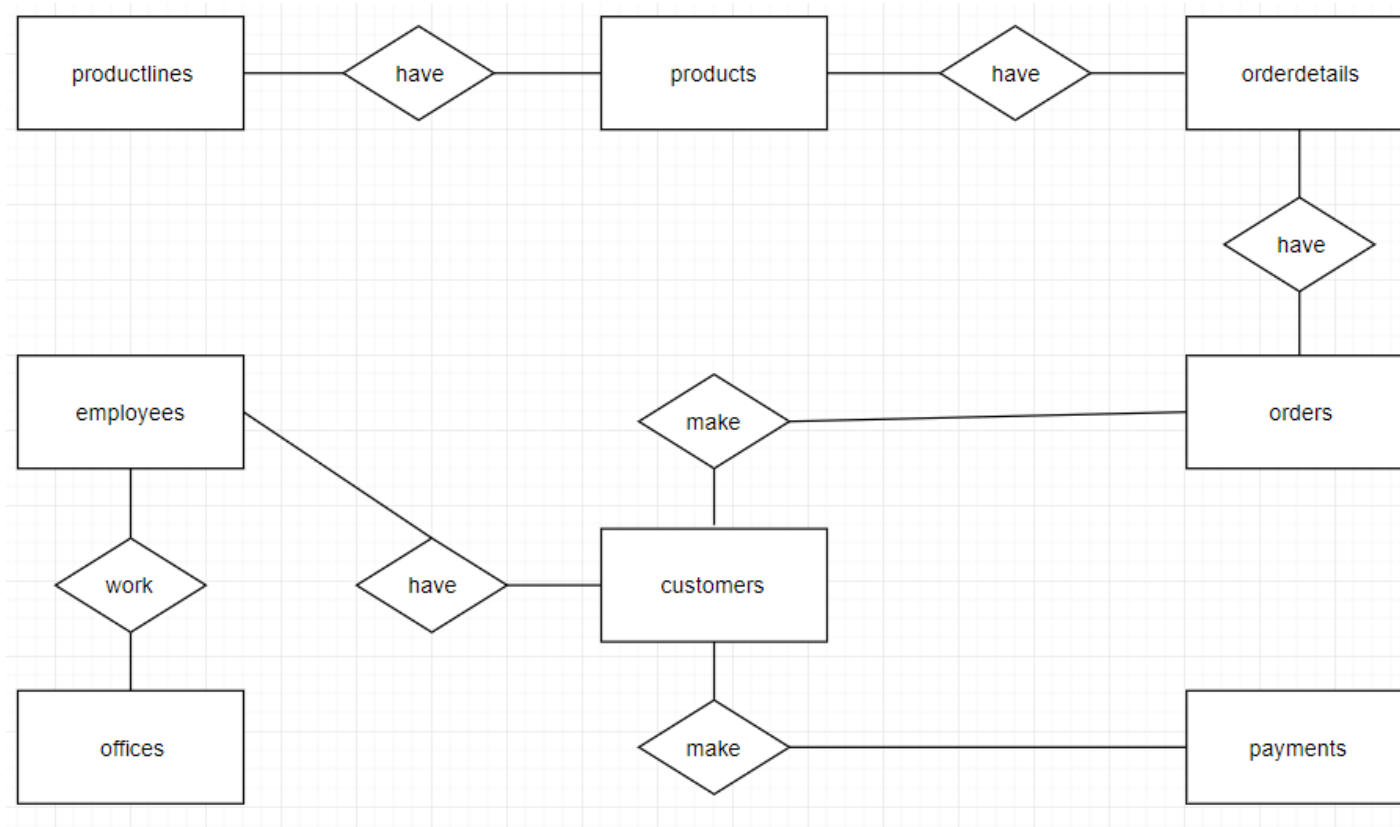 productlines
have
products
have
orderdetails
have
employees
make
orders
work
have
customers
offices
make
payments